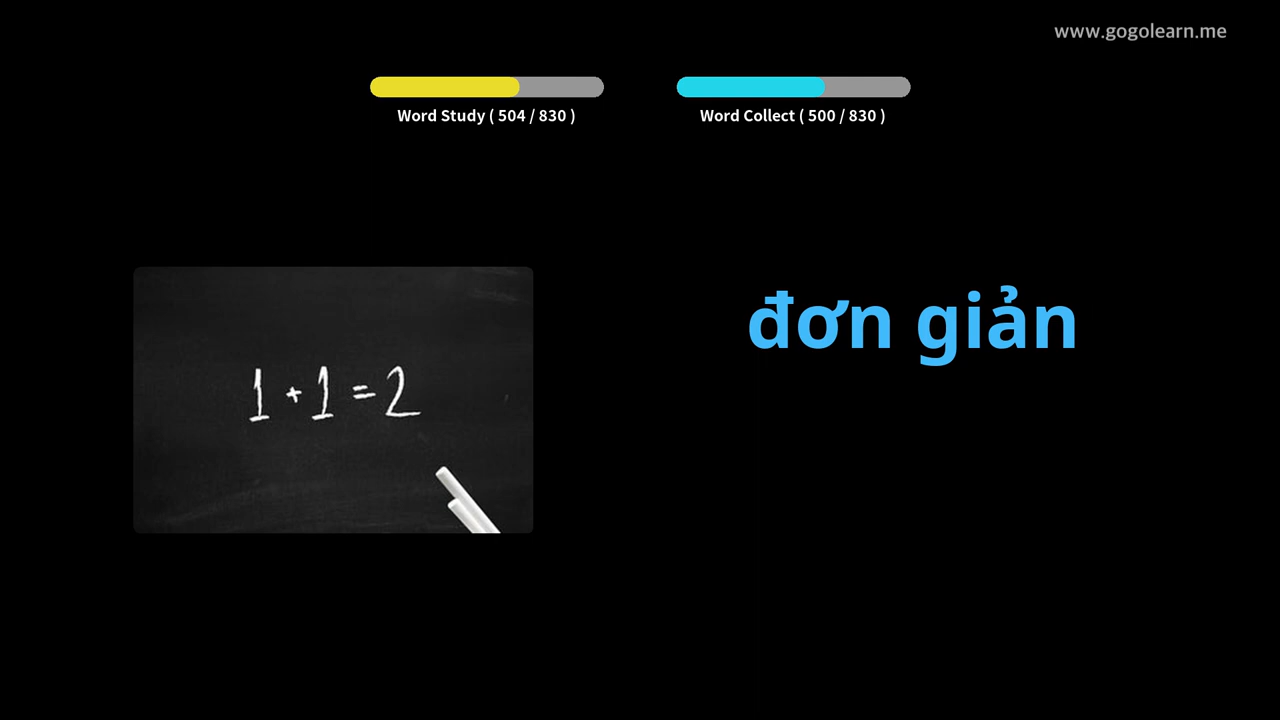 www.gogolearn.me
Word Study ( 504 / 830 )
Word Collect ( 500 / 830 )
đơn giản
1 + 1 = 2